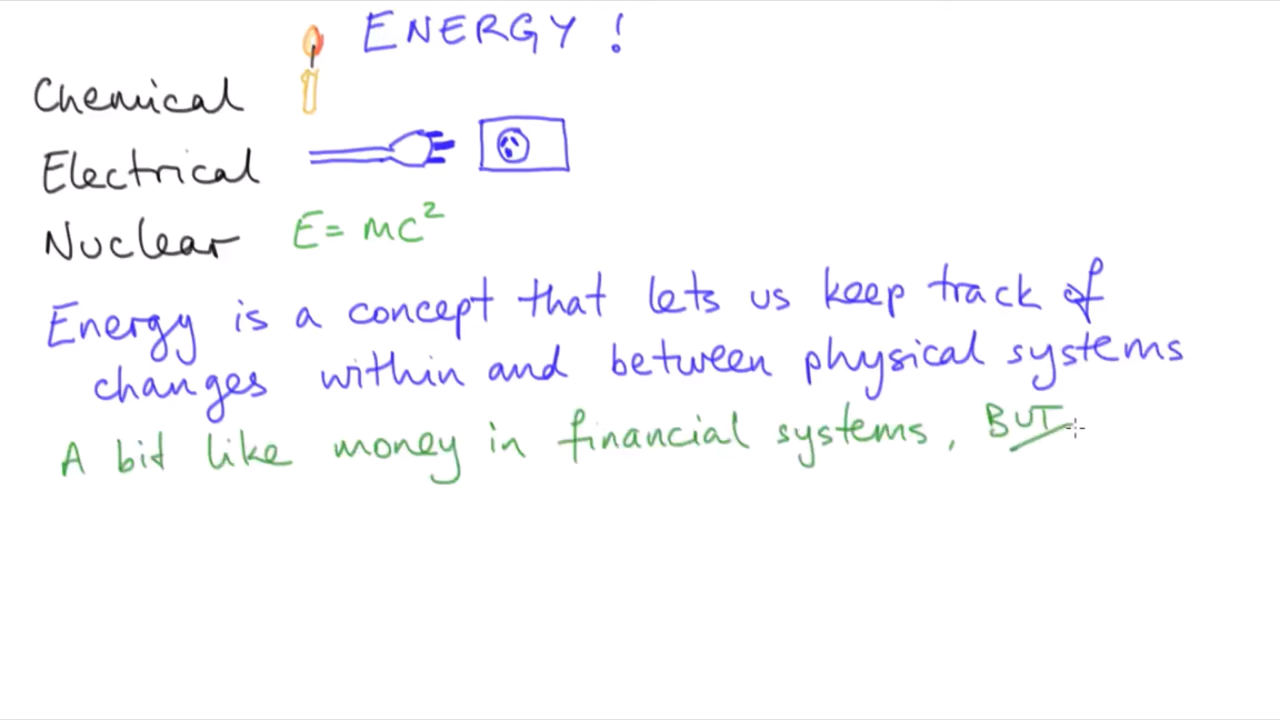 ENERGY!
Chemical
Electrical
Nuclear E = mc²
Energy is a concept that lets us keep track of
changes within and between physical systems
A bit like money in financial systems, BUT